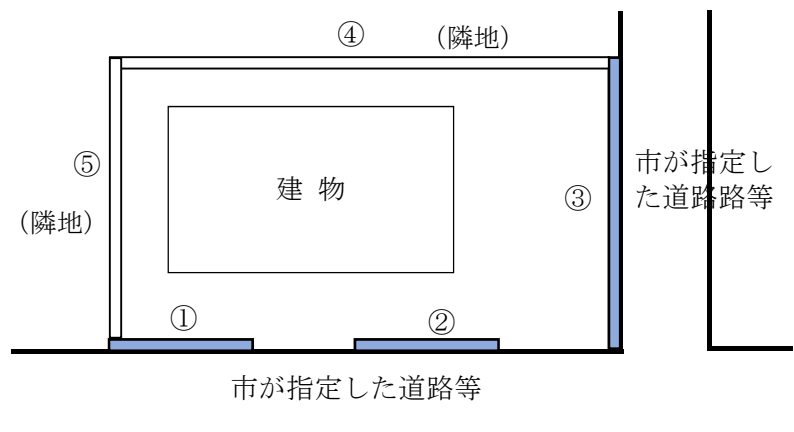 ④ (隣地)
⑤
(隣地)
建 物
③
市が指定し
た道路路等
①
②
市が指定した道路等